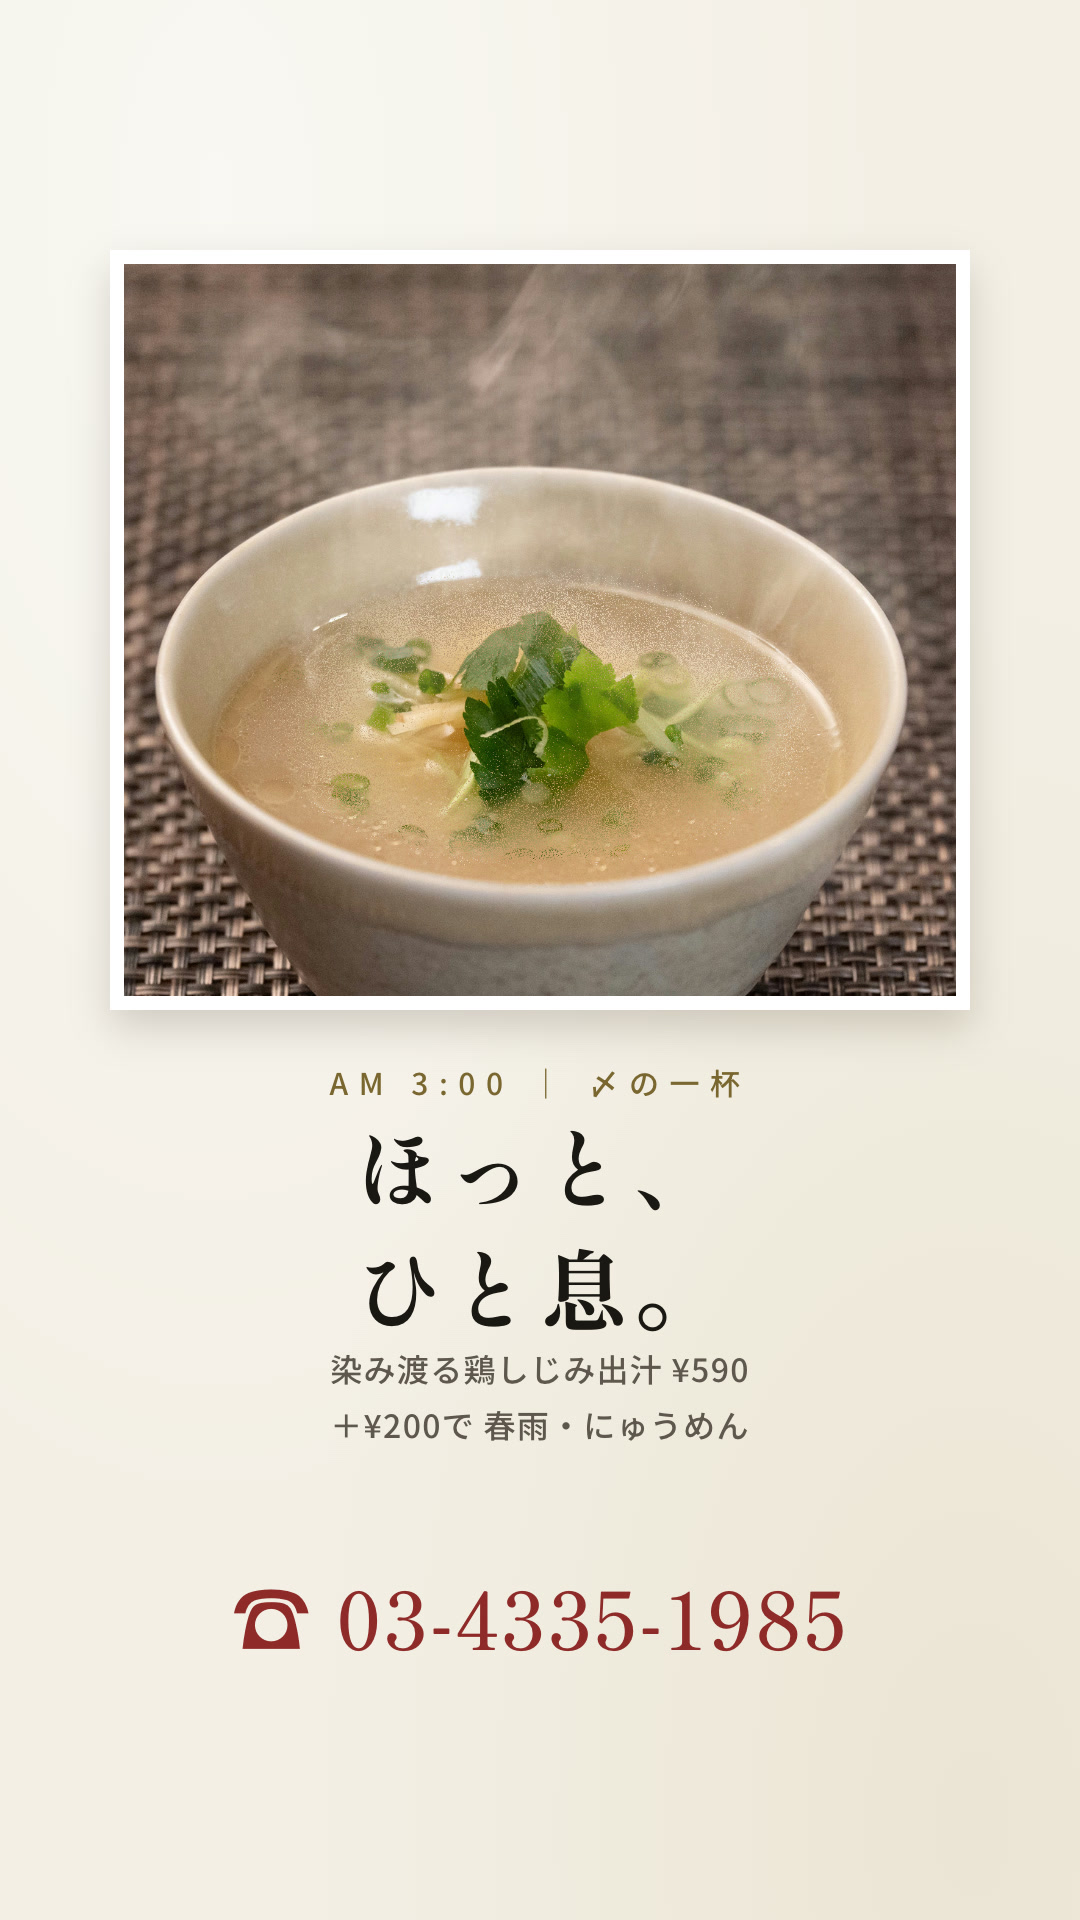 AM 3:00 ｜ 〆の一杯
ほっと、
ひと息。
染み渡る鶏しじみ出汁 ¥590
＋¥200で 春雨・にゅうめん
☎ 03-4335-1985